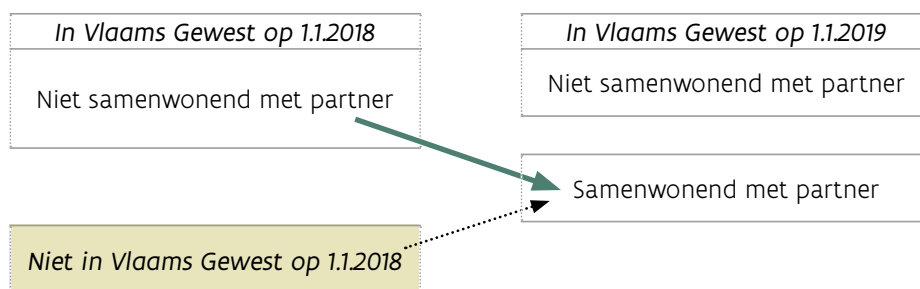 In Vlaams Gewest op 1.1.2018
Niet samenwonend met partner
Niet in Vlaams Gewest op 1.1.2018
In Vlaams Gewest op 1.1.2019
Niet samenwonend met partner
Samenwonend met partner